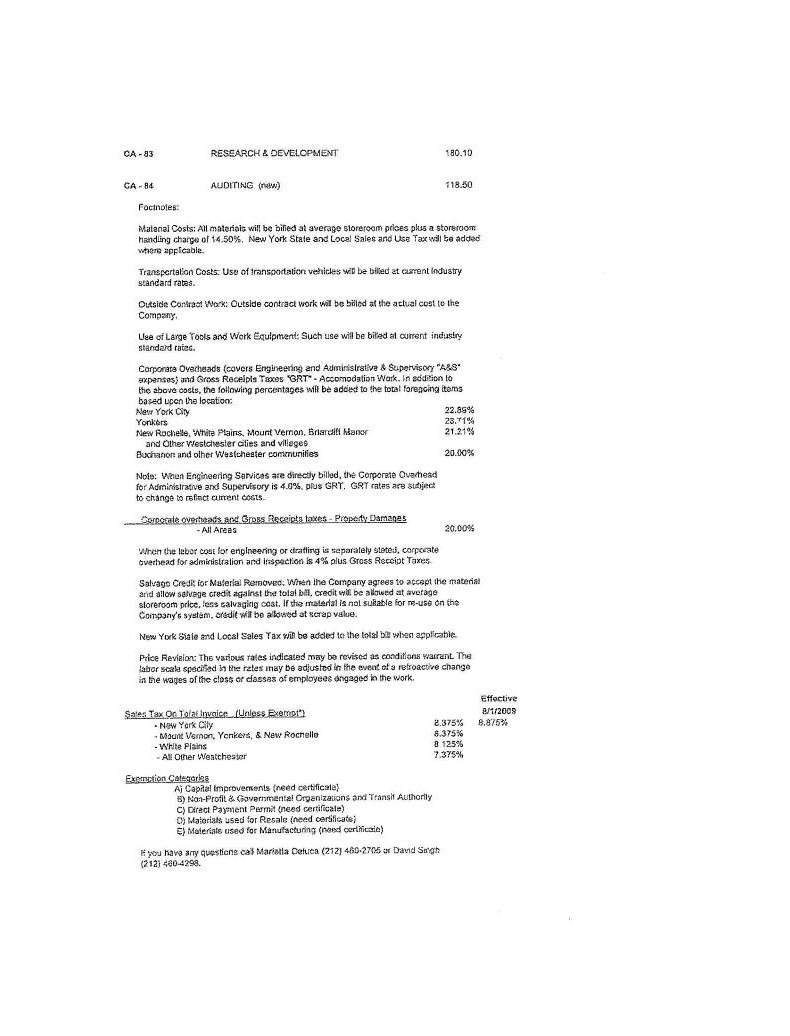 CA - 83 RESEARCH & DEVELOPMENT 180.10
CA - 84 AUDITING (new) 118.50
Footnotes:
Material Costs: All materials will be billed at average storeroom prices plus a storeroom
handling charge of 14.50%. New York State and Local Sales and Use Tax will be added
where applicable.
Transportation Costs: Use of transportation vehicles will be billed at current industry
standard rates.
Outside Contract Work: Outside contract work will be billed at the actual cost to the
Company.
Use of Large Tools and Work Equipment: Such use will be billed at current industry
standard rates.
Corporate Overheads (covers Engineering and Administrative & Supervisory "A&S"
expenses) and Gross Receipts Taxes "GRT" - Accomodation Work. In addition to
the above costs, the following percentages will be added to the total foregoing items
based upon the location:
New York City 22.89%
Yonkers 23.71%
New Rochelle, White Plains, Mount Vernon, Briarcliff Manor 21.21%
and Other Westchester cities and villages
Buchanon and other Westchester communities 20.00%
Note: When Engineering Services are directly billed, the Corporate Overhead
for Administrative and Supervisory is 4.0%, plus GRT. GRT rates are subject
to change to reflect current costs.
Corporate overheads and Gross Receipts taxes - Property Damages
- All Areas 20.00%
When the labor cost for engineering or drafting is separately stated, corporate
overhead for administration and inspection is 4% plus Gross Receipt Taxes.
Salvage Credit for Material Removed: When the Company agrees to accept the material
and allow salvage credit against the total bill, credit will be allowed at average
storeroom price, less salvaging cost. If the material is not suitable for re-use on the
Company's system, credit will be allowed at scrap value.
New York State and Local Sales Tax will be added to the total bill when applicable.
Price Revision: The various rates indicated may be revised as conditions warrant. The
labor scale specified in the rates may be adjusted in the event of a retroactive change
in the wages of the class or classes of employees engaged in the work.
Effective
Sales Tax On Total Invoice (Unless Exempt*) 8/1/2009
- New York City 8.375% 8.875%
- Mount Vernon, Yonkers, & New Rochelle 8.375%
- White Plains 8.125%
- All Other Westchester 7.375%
Exemption Categories
A) Capital Improvements (need certificate)
B) Non-Profit & Governmental Organizations and Transit Authority
C) Direct Payment Permit (need certificate)
D) Materials used for Resale (need certificate)
E) Materials used for Manufacturing (need certificate)
If you have any questions call Marietta Deluca (212) 460-2705 or David Singh
(212) 460-4298.